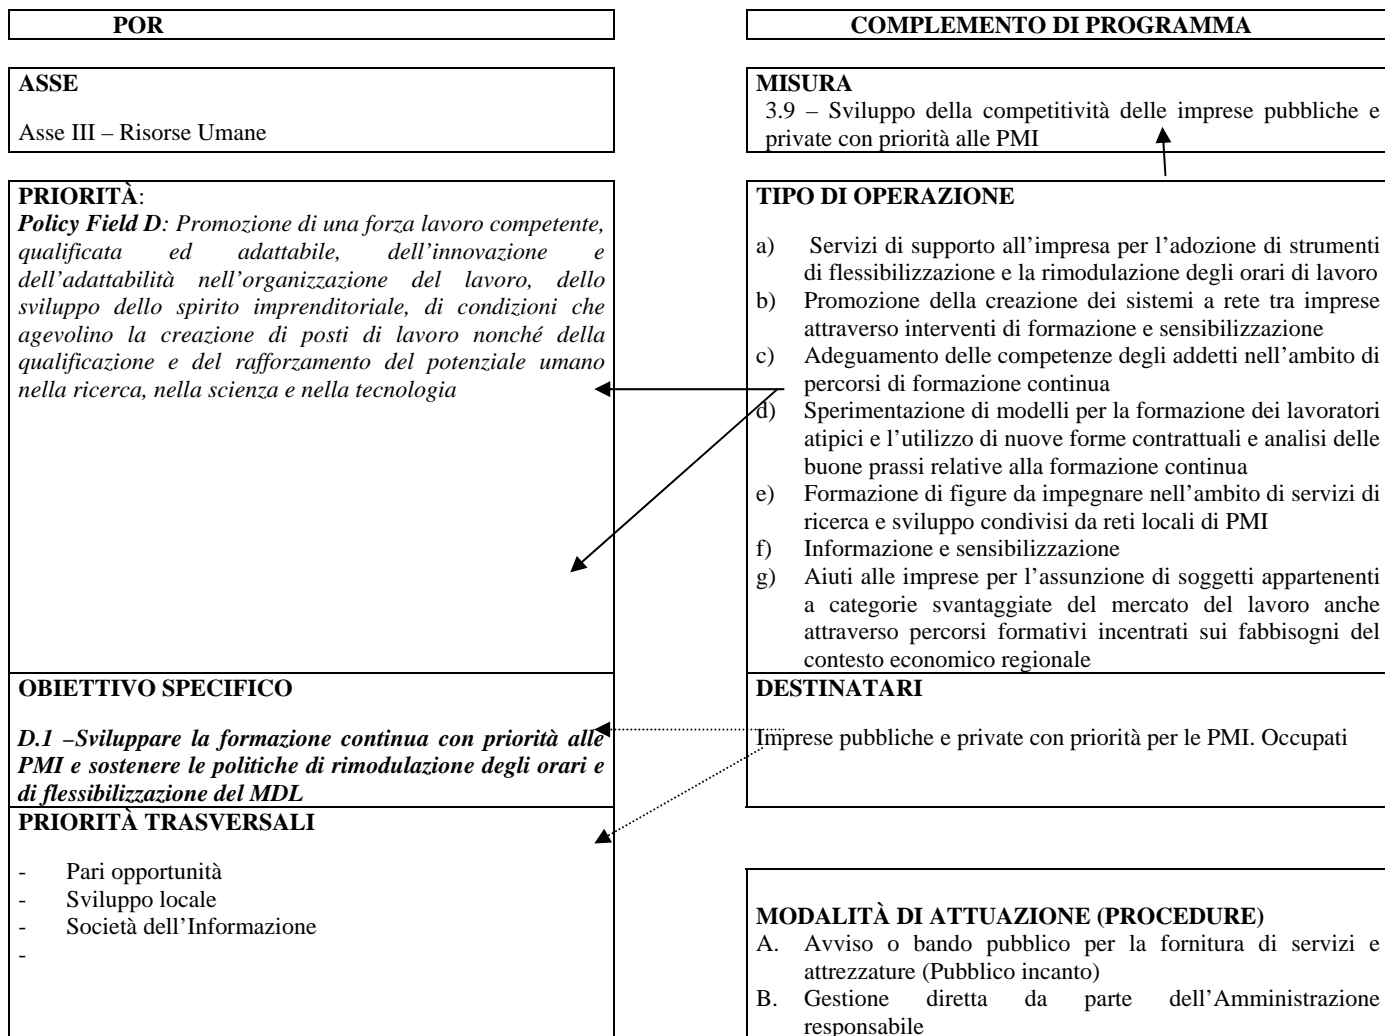 POR
COMPLEMENTO DI PROGRAMMA
ASSE
Asse III – Risorse Umane
MISURA
3.9 – Sviluppo della competitività delle imprese pubbliche e
private con priorità alle PMI
PRIORITÀ:
Policy Field D: Promozione di una forza lavoro competente,
qualificata ed adattabile, dell'innovazione e
dell'adattabilità nell'organizzazione del lavoro, dello
sviluppo dello spirito imprenditoriale, di condizioni che
agevolino la creazione di posti di lavoro nonché della
qualificazione e del rafforzamento del potenziale umano
nella ricerca, nella scienza e nella tecnologia
TIPO DI OPERAZIONE
a) Servizi di supporto all'impresa per l'adozione di strumenti
di flessibilizzazione e la rimodulazione degli orari di lavoro
b) Promozione della creazione dei sistemi a rete tra imprese
attraverso interventi di formazione e sensibilizzazione
c) Adeguamento delle competenze degli addetti nell'ambito di
percorsi di formazione continua
d) Sperimentazione di modelli per la formazione dei lavoratori
atipici e l'utilizzo di nuove forme contrattuali e analisi delle
buone prassi relative alla formazione continua
e) Formazione di figure da impegnare nell'ambito di servizi di
ricerca e sviluppo condivisi da reti locali di PMI
f) Informazione e sensibilizzazione
g) Aiuti alle imprese per l'assunzione di soggetti appartenenti
a categorie svantaggiate del mercato del lavoro anche
attraverso percorsi formativi incentrati sui fabbisogni del
contesto economico regionale
OBIETTIVO SPECIFICO
D.1 –Sviluppare la formazione continua con priorità alle
PMI e sostenere le politiche di rimodulazione degli orari e
di flessibilizzazione del MDL
DESTINATARI
Imprese pubbliche e private con priorità per le PMI. Occupati
PRIORITÀ TRASVERSALI
- Pari opportunità
- Sviluppo locale
- Società dell'Informazione
-
MODALITÀ DI ATTUAZIONE (PROCEDURE)
A. Avviso o bando pubblico per la fornitura di servizi e
attrezzature (Pubblico incanto)
B. Gestione diretta da parte dell'Amministrazione
responsabile